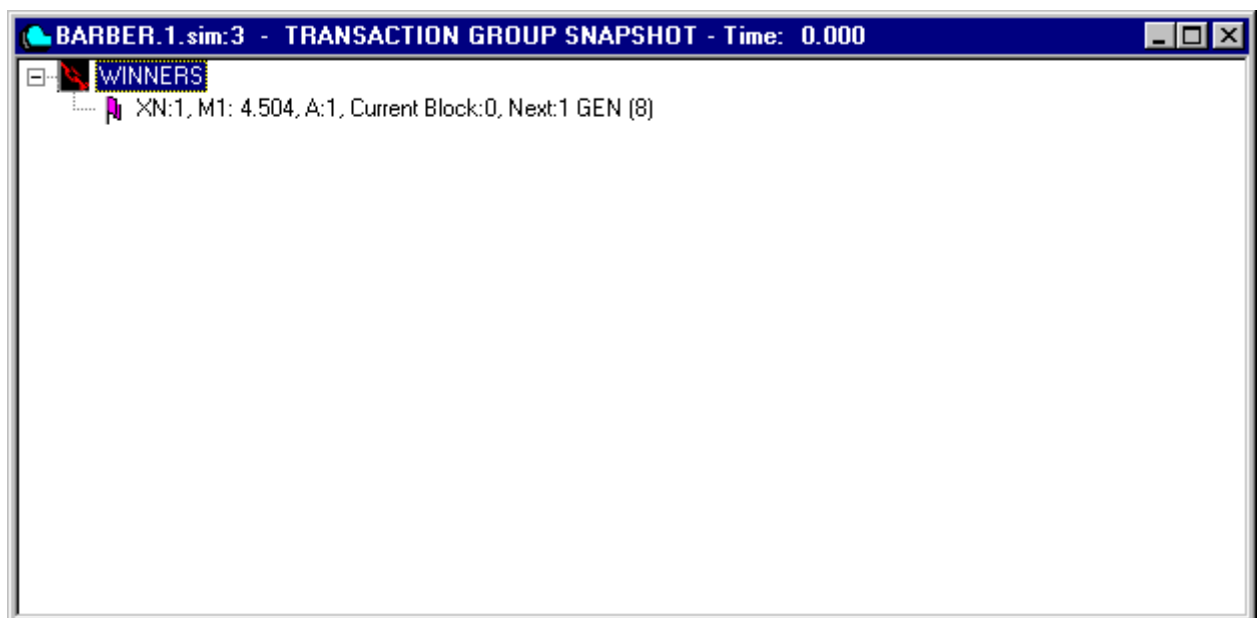 BARBER.1.sim:3 - TRANSACTION GROUP SNAPSHOT - Time: 0.000
WINNERS
XN:1, M1: 4.504, A:1, Current Block:0, Next:1 GEN (8)